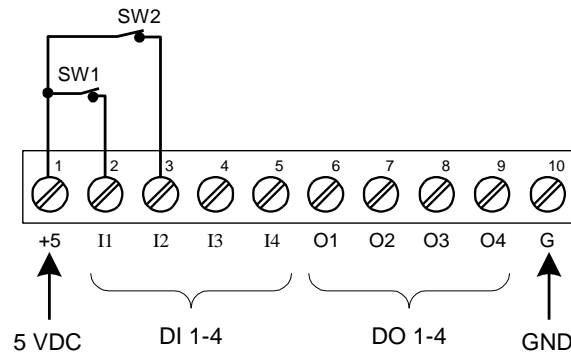 SW2
SW1
1 2 3 4 5 6 7 8 9 10
+5 I1 I2 I3 I4 O1 O2 O3 O4 G
5 VDC DI 1-4 DO 1-4 GND